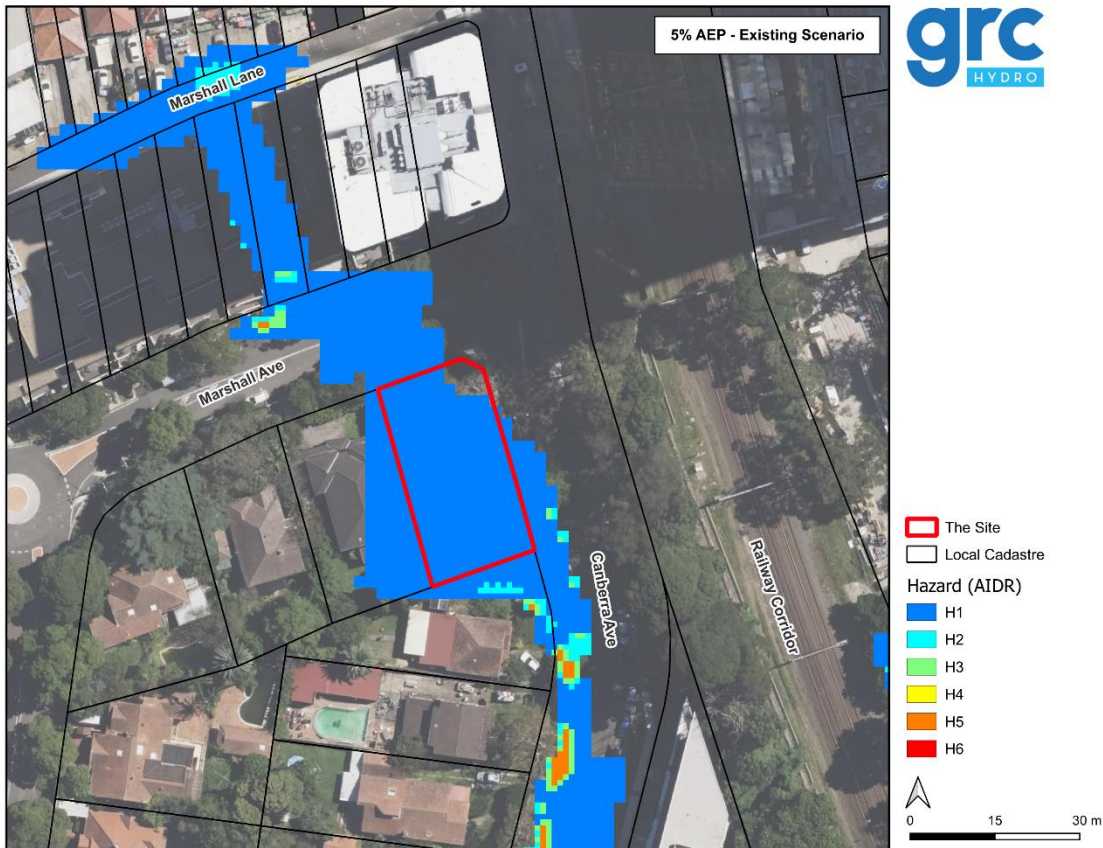 5% AEP - Existing Scenario
grc
HYDRO
Marshall Lane
Marshall Ave
Canberra Ave
Railway Corridor
The Site
Local Cadastre
Hazard (AIDR)
H1
H2
H3
H4
H5
H6
0 15 30 m